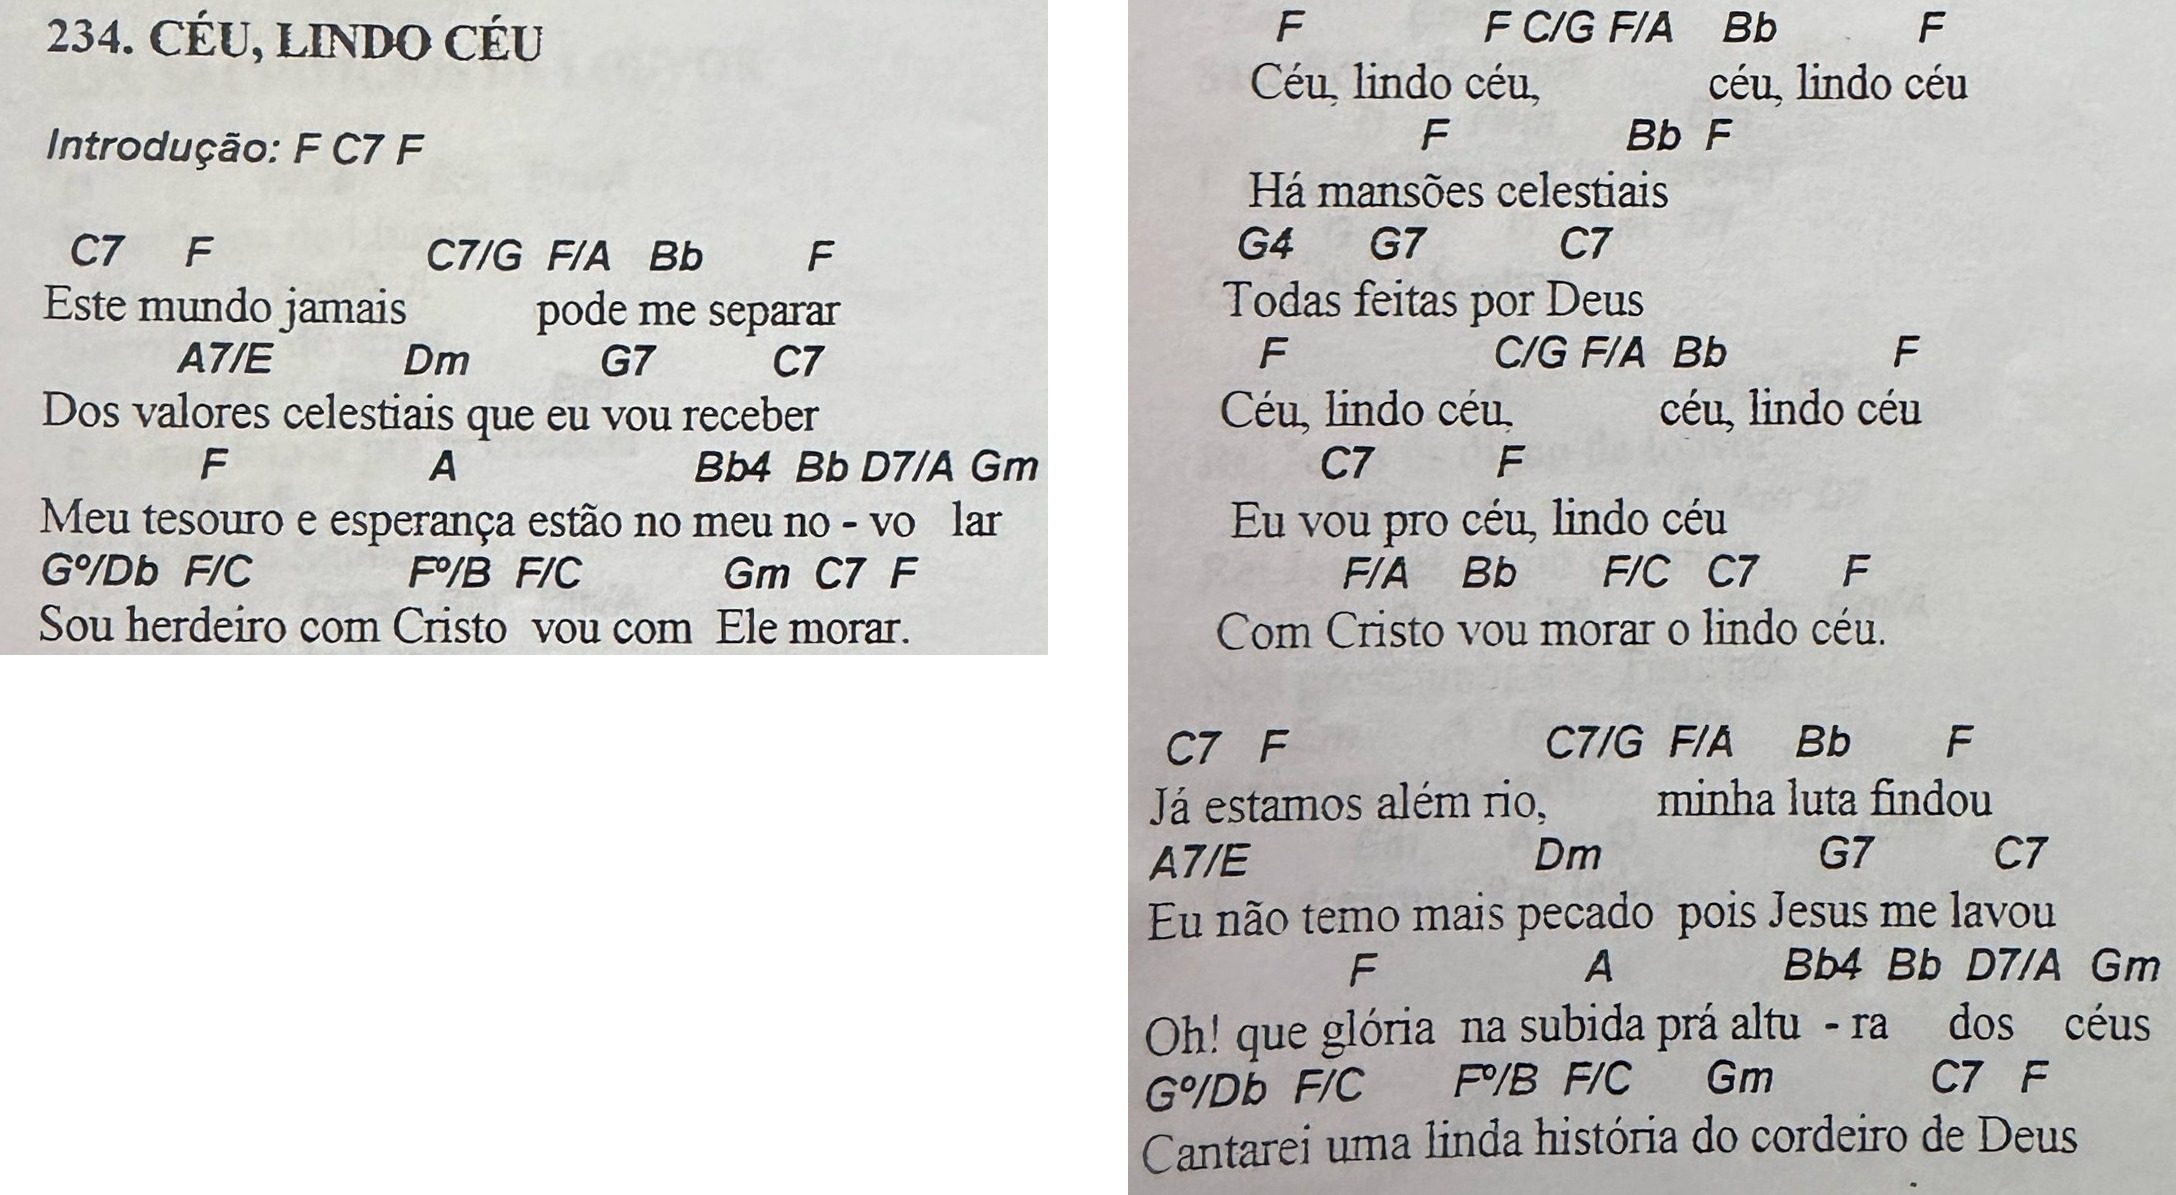 234. CÉU, LINDO CÉU
Introdução: F C7 F
C7 F C7/G F/A Bb F
Este mundo jamais pode me separar
A7/E Dm G7 C7
Dos valores celestiais que eu vou receber
F A Bb4 Bb D7/A Gm
Meu tesouro e esperança estão no meu no - vo lar
Gº/Db F/C Fº/B F/C Gm C7 F
Sou herdeiro com Cristo vou com Ele morar.
F F C/G F/A Bb F
Céu, lindo céu, céu, lindo céu
F Bb F
Há mansões celestiais
G4 G7 C7
Todas feitas por Deus
F C/G F/A Bb F
Céu, lindo céu, céu, lindo céu
C7 F
Eu vou pro céu, lindo céu
F/A Bb F/C C7 F
Com Cristo vou morar o lindo céu.
C7 F C7/G F/A Bb F
Já estamos além rio, minha luta findou
A7/E Dm G7 C7
Eu não temo mais pecado pois Jesus me lavou
F A Bb4 Bb D7/A Gm
Oh! que glória na subida prá altu - ra dos céus
Gº/Db F/C Fº/B F/C Gm C7 F
Cantarei uma linda história do cordeiro de Deus